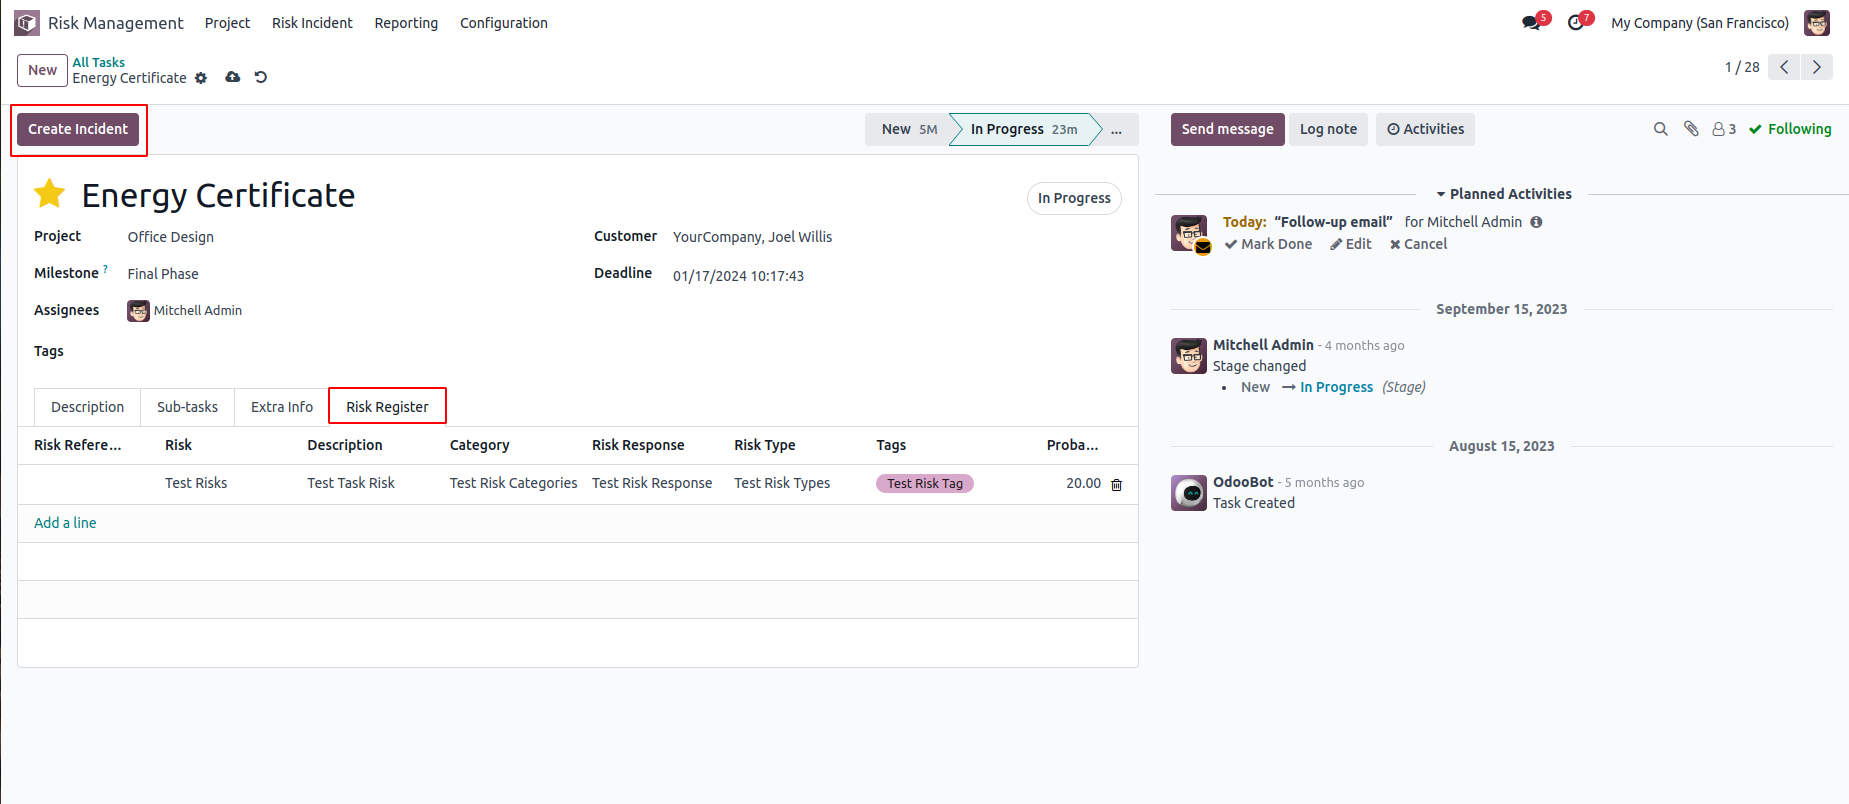 Risk Management Project Risk Incident Reporting Configuration 5 7 My Company (San Francisco)
New All Tasks
Energy Certificate 1 / 28
Create Incident New 5M In Progress 23m ... Send message Log note Activities 3 Following
Energy Certificate In Progress
Project Office Design Customer YourCompany, Joel Willis
Milestone ? Final Phase Deadline 01/17/2024 10:17:43
Assignees Mitchell Admin
Tags
Description Sub-tasks Extra Info Risk Register
Risk Refere... Risk Description Category Risk Response Risk Type Tags Proba...
Test Risks Test Task Risk Test Risk Categories Test Risk Response Test Risk Types Test Risk Tag 20.00
Add a line
Planned Activities
Today: “Follow-up email” for Mitchell Admin
Mark Done Edit Cancel
September 15, 2023
Mitchell Admin - 4 months ago
Stage changed
• New → In Progress (Stage)
August 15, 2023
OdooBot - 5 months ago
Task Created